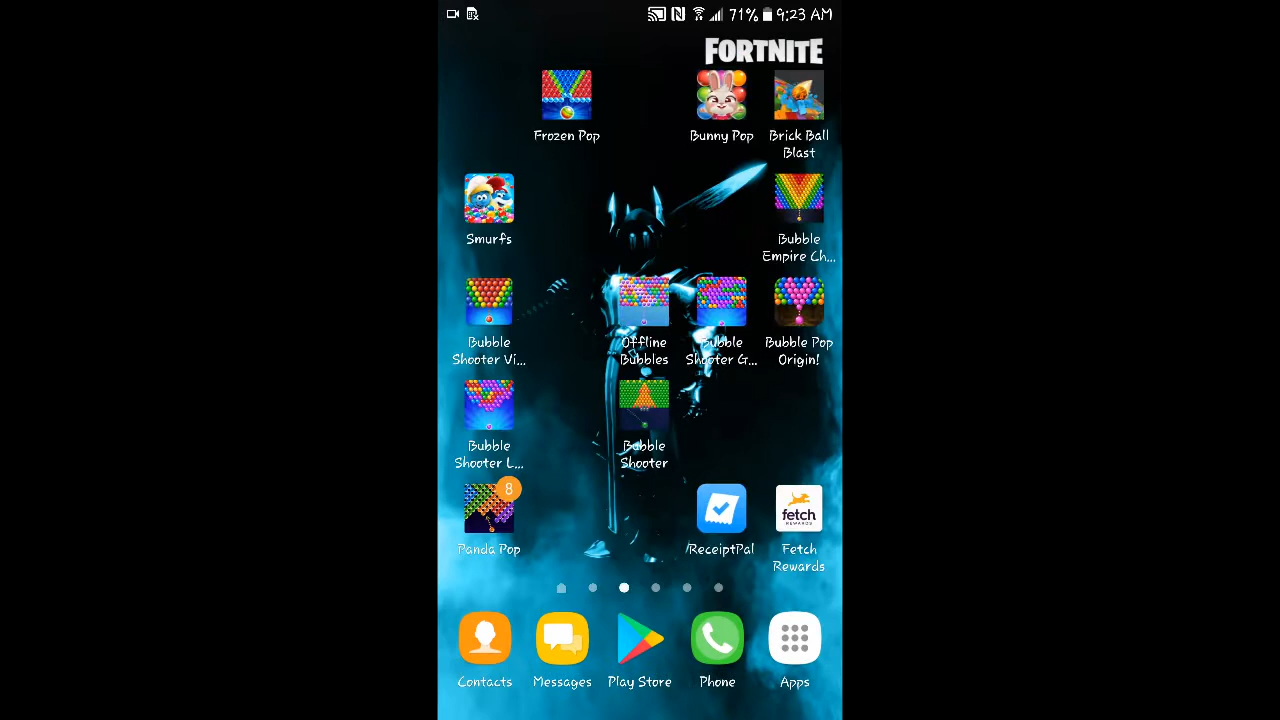 71% 9:23 AM
FORTNITE
Frozen Pop
Bunny Pop
Brick Ball
Blast
Smurfs
Bubble
Empire Ch...
Bubble
Shooter Vi...
Offline
Bubbles
Bubble
Shooter G...
Bubble Pop
Origin!
Bubble
Shooter L...
Bubble
Shooter
8
Panda Pop
ReceiptPal
fetch
REWARDS
Fetch
Rewards
Contacts
Messages
Play Store
Phone
Apps